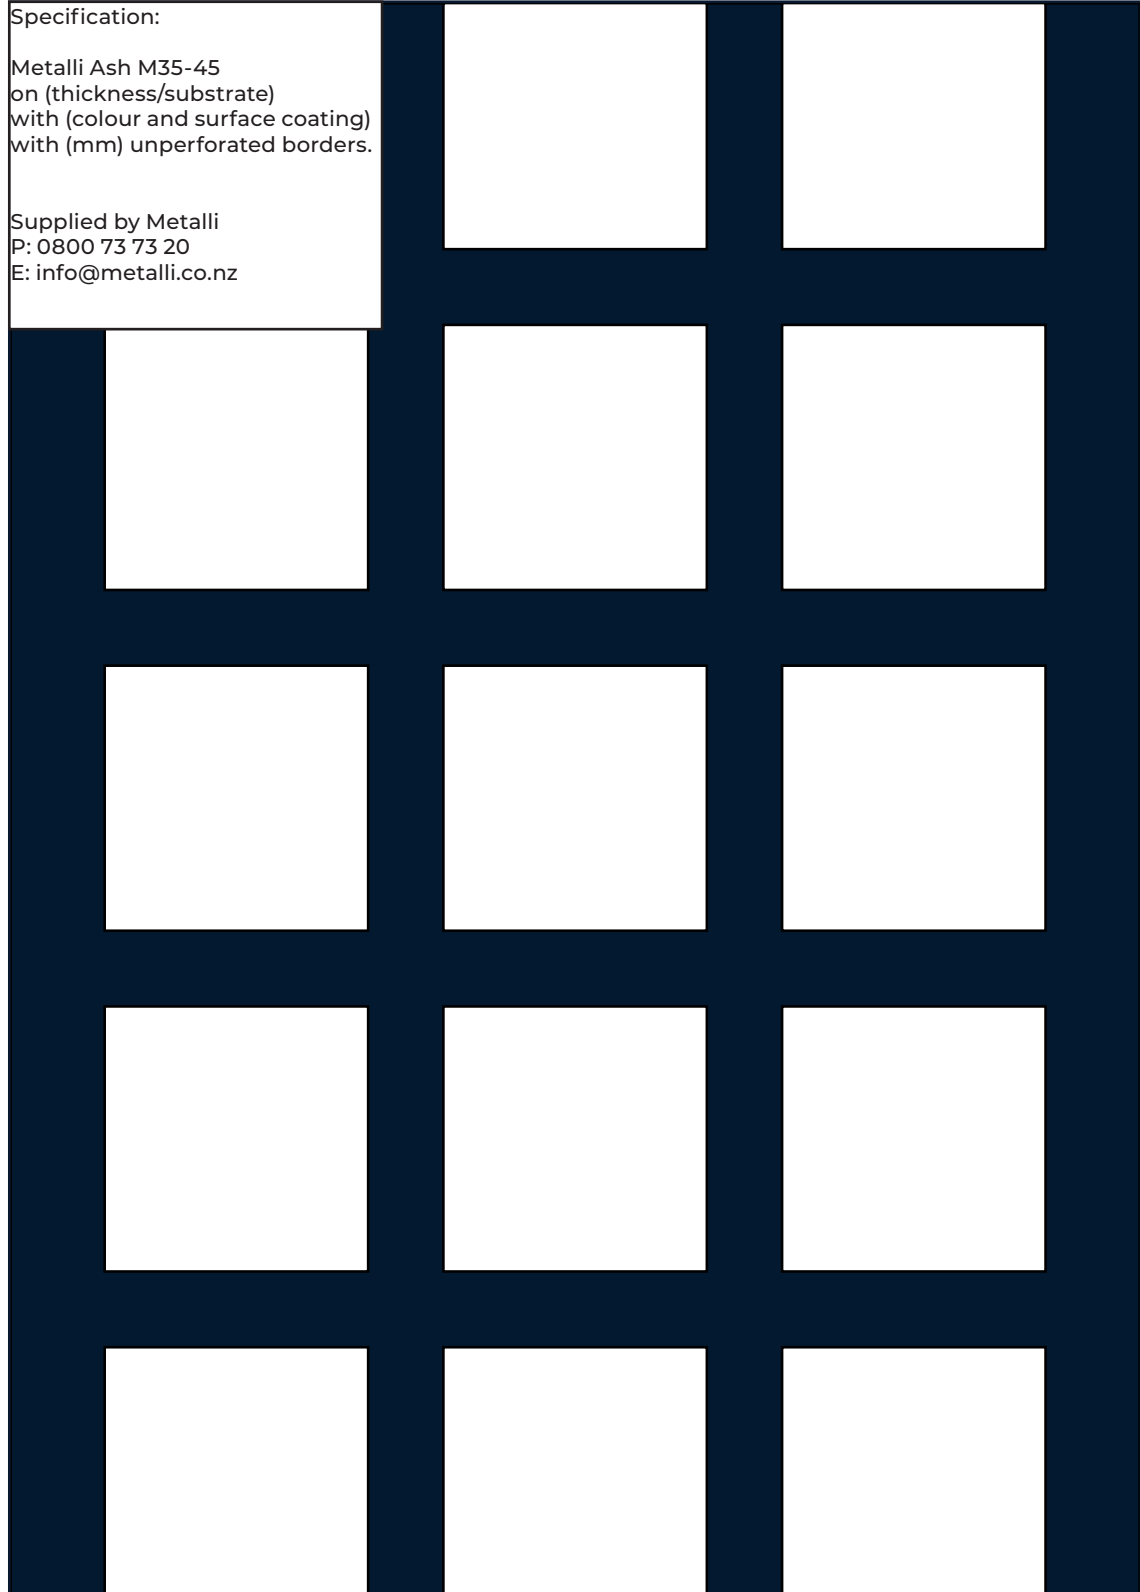 Specification:
Metalli Ash M35-45
on (thickness/substrate)
with (colour and surface coating)
with (mm) unperforated borders.
Supplied by Metalli
P: 0800 73 73 20
E: info@metalli.co.nz